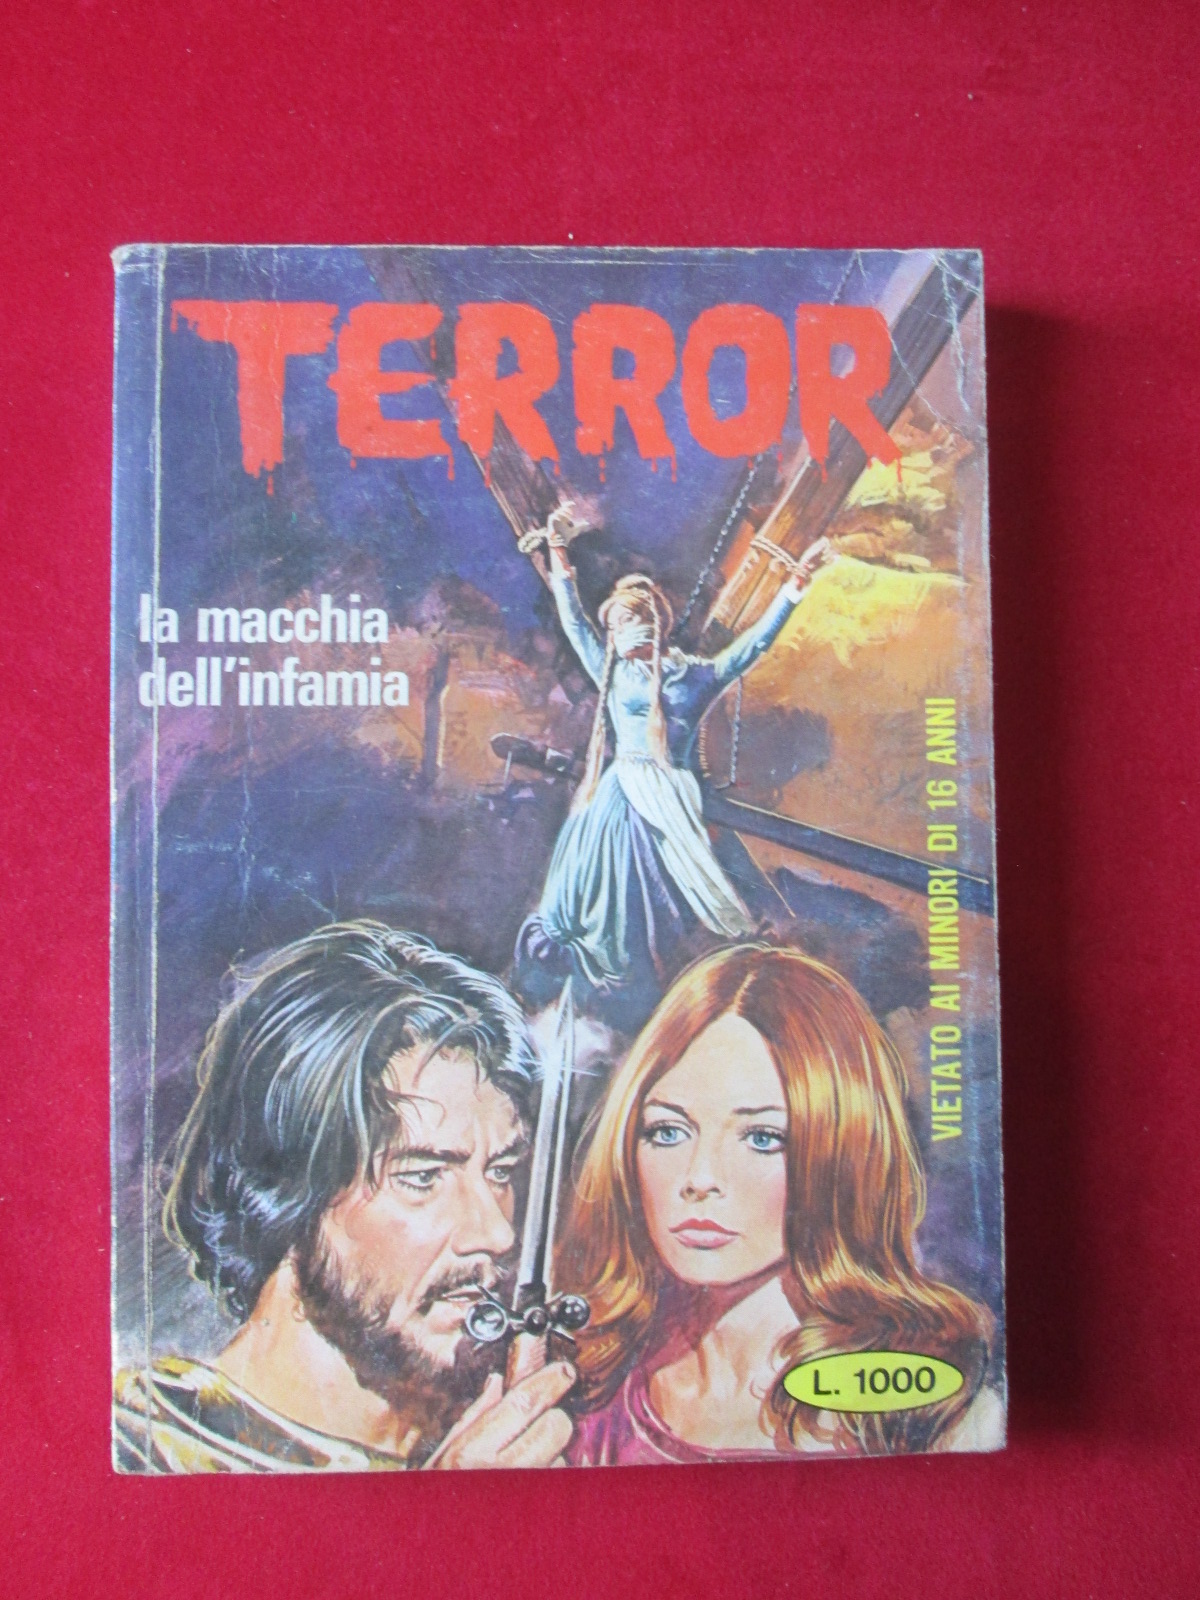 TERROR
la macchia
dell'infamia
VIETATO AI MINORI DI 16 ANNI
L. 1000